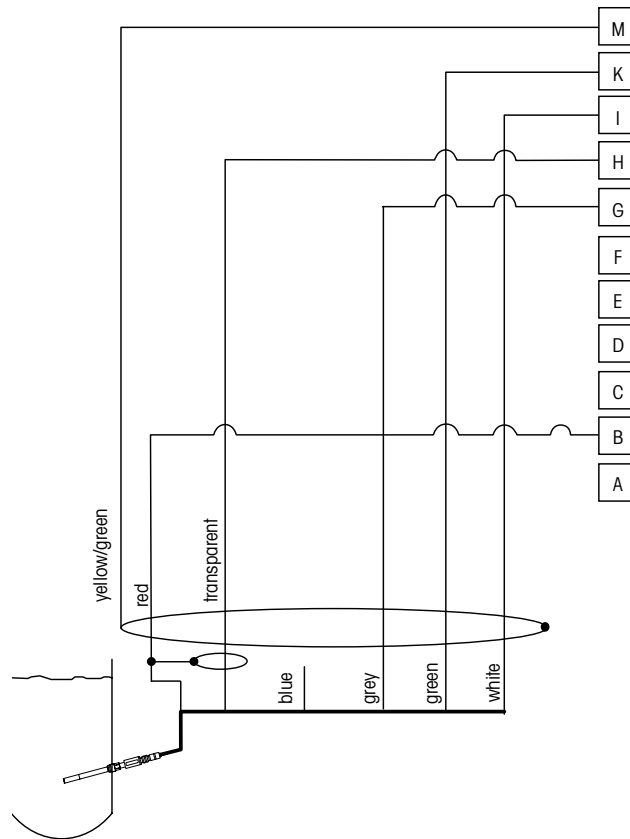 M
K
I
H
G
F
E
D
C
B
A
yellow/green
red
transparent
blue
grey
green
white